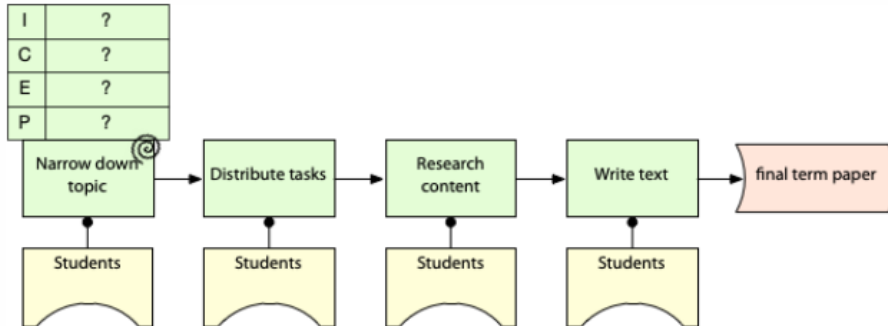 I ?
C ?
E ?
P ?
Narrow down
topic
Distribute tasks
Research
content
Write text
final term paper
Students
Students
Students
Students